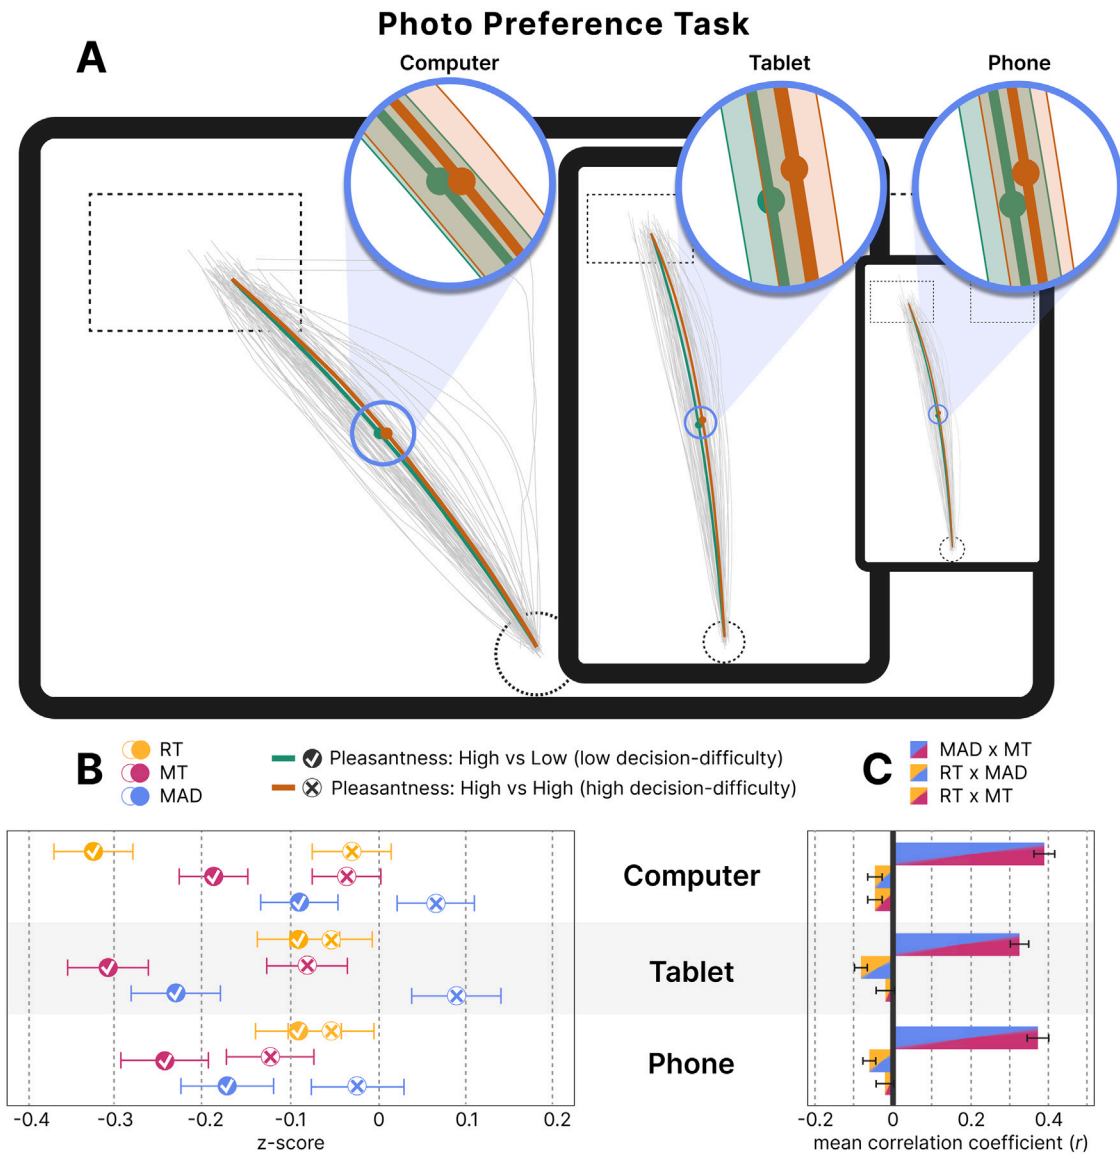 Photo Preference Task
A
Computer
Tablet
Phone
B
RT
MT
MAD
Pleasantness: High vs Low (low decision-difficulty)
Pleasantness: High vs High (high decision-difficulty)
C
MAD x MT
RT x MAD
RT x MT
Computer
Tablet
Phone
-0.4
-0.3
-0.2
-0.1
0
0.1
0.2
z-score
-0.2
0
0.2
0.4
mean correlation coefficient (r)